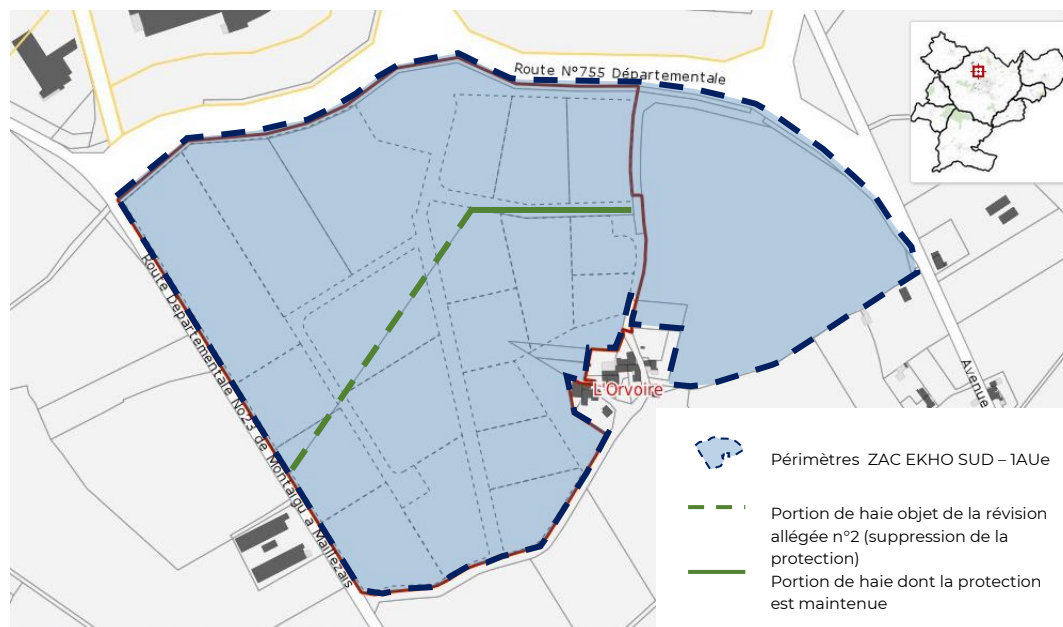 Route N°755 Départementale
Route Départementale No23 de Montaigu à Maillezais
L'Orvoire
Avenue
Périmètres ZAC EKHO SUD – 1AUe
Portion de haie objet de la révision
allégée n°2 (suppression de la
protection)
Portion de haie dont la protection
est maintenue